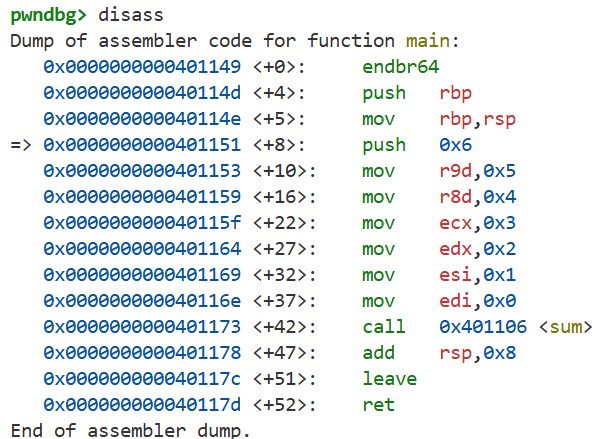 pwndbg> disass
Dump of assembler code for function main:
   0x0000000000401149 <+0>:     endbr64
   0x000000000040114d <+4>:     push   rbp
   0x000000000040114e <+5>:     mov    rbp,rsp
=> 0x0000000000401151 <+8>:     push   0x6
   0x0000000000401153 <+10>:    mov    r9d,0x5
   0x0000000000401159 <+16>:    mov    r8d,0x4
   0x000000000040115f <+22>:    mov    ecx,0x3
   0x0000000000401164 <+27>:    mov    edx,0x2
   0x0000000000401169 <+32>:    mov    esi,0x1
   0x000000000040116e <+37>:    mov    edi,0x0
   0x0000000000401173 <+42>:    call   0x401106 <sum>
   0x0000000000401178 <+47>:    add    rsp,0x8
   0x000000000040117c <+51>:    leave
   0x000000000040117d <+52>:    ret
End of assembler dump.